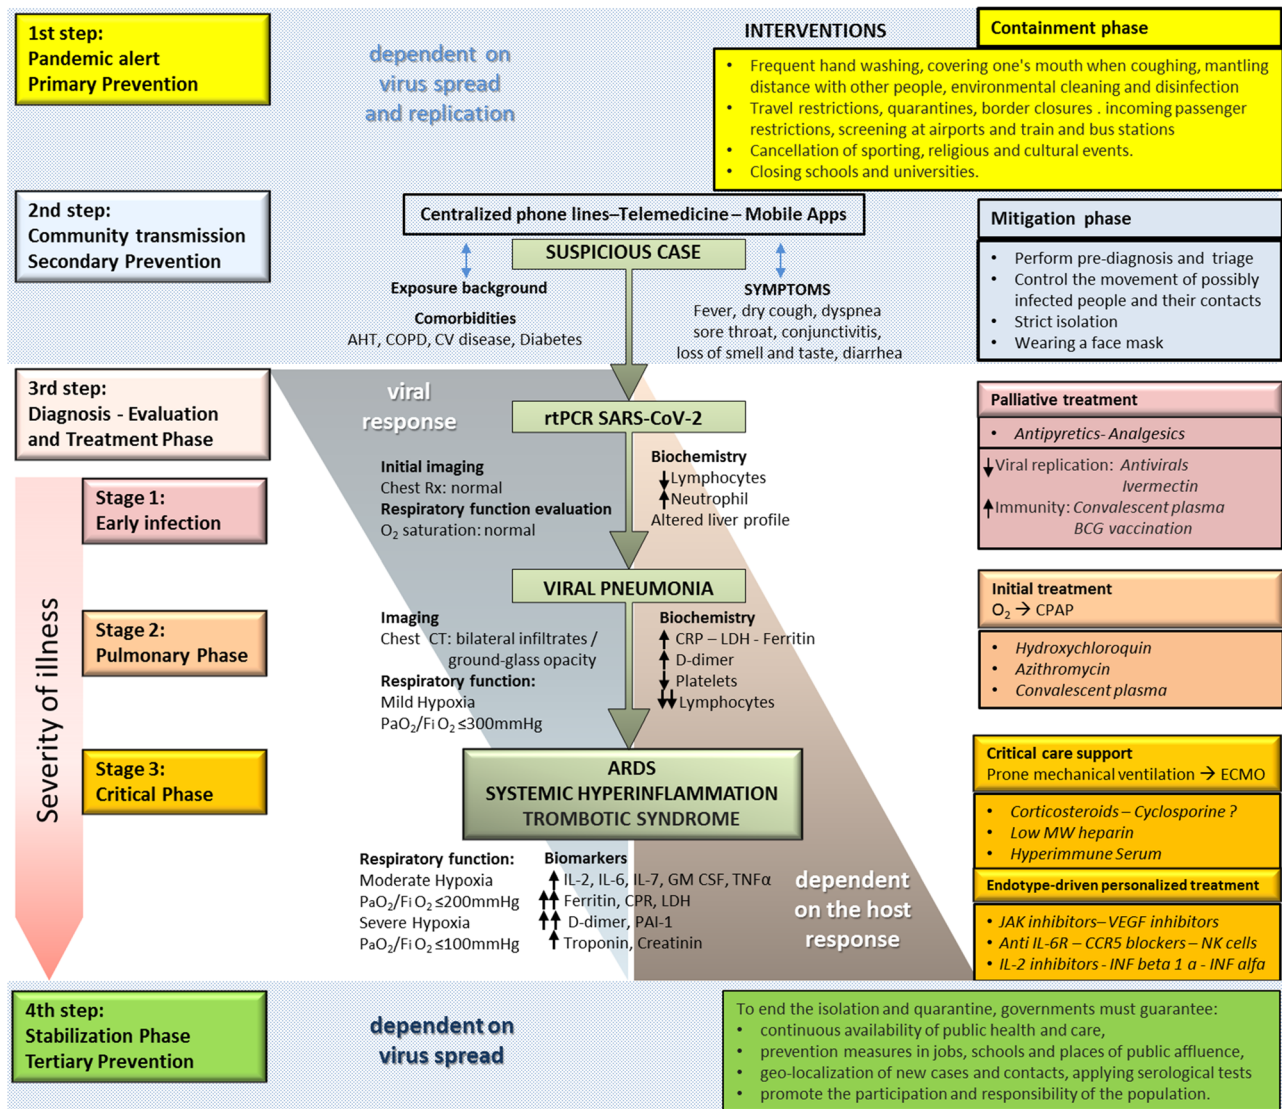 1st step:
Pandemic alert
Primary Prevention
dependent on
virus spread
and replication
INTERVENTIONS
Containment phase
• Frequent hand washing, covering one's mouth when coughing, mantling
distance with other people, environmental cleaning and disinfection
• Travel restrictions, quarantines, border closures . incoming passenger
restrictions, screening at airports and train and bus stations
• Cancellation of sporting, religious and cultural events.
• Closing schools and universities.
2nd step:
Community transmission
Secondary Prevention
Centralized phone lines–Telemedicine – Mobile Apps
SUSPICIOUS CASE
Exposure background
Comorbidities
AHT, COPD, CV disease, Diabetes
SYMPTOMS
Fever, dry cough, dyspnea
sore throat, conjunctivitis,
loss of smell and taste, diarrhea
Mitigation phase
• Perform pre-diagnosis and triage
• Control the movement of possibly
infected people and their contacts
• Strict isolation
• Wearing a face mask
3rd step:
Diagnosis - Evaluation
and Treatment Phase
viral
response
rtPCR SARS-CoV-2
Initial imaging
Chest Rx: normal
Respiratory function evaluation
O2 saturation: normal
Biochemistry
↓Lymphocytes
↑Neutrophil
Altered liver profile
Palliative treatment
• Antipyretics- Analgesics
↓Viral replication: Antivirals
Ivermectin
↑Immunity: Convalescent plasma
BCG vaccination
Severity of illness
Stage 1:
Early infection
VIRAL PNEUMONIA
Stage 2:
Pulmonary Phase
Imaging
Chest CT: bilateral infiltrates /
ground-glass opacity
Respiratory function:
Mild Hypoxia
PaO2/Fi O2 ≤300mmHg
Biochemistry
↑ CRP – LDH - Ferritin
↑ D-dimer
↓ Platelets
↓↓Lymphocytes
Initial treatment
O2 → CPAP
• Hydroxychloroquin
• Azithromycin
• Convalescent plasma
Stage 3:
Critical Phase
ARDS
SYSTEMIC HYPERINFLAMMATION
TROMBOTIC SYNDROME
Respiratory function:
Moderate Hypoxia
PaO2/Fi O2 ≤200mmHg
Severe Hypoxia
PaO2/Fi O2 ≤100mmHg
Biomarkers
↑ IL-2, IL-6, IL-7, GM CSF, TNFα
↑↑ Ferritin, CPR, LDH
↑↑ D-dimer, PAI-1
↑ Troponin, Creatinin
dependent
on the host
response
Critical care support
Prone mechanical ventilation → ECMO
• Corticosteroids – Cyclosporine ?
• Low MW heparin
• Hyperimmune Serum
Endotype-driven personalized treatment
• JAK inhibitors– VEGF inhibitors
• Anti IL-6R – CCR5 blockers – NK cells
• IL-2 inhibitors - INF beta 1 a - INF alfa
4th step:
Stabilization Phase
Tertiary Prevention
dependent on
virus spread
To end the isolation and quarantine, governments must guarantee:
• continuous availability of public health and care,
• prevention measures in jobs, schools and places of public affluence,
• geo-localization of new cases and contacts, applying serological tests
• promote the participation and responsibility of the population.